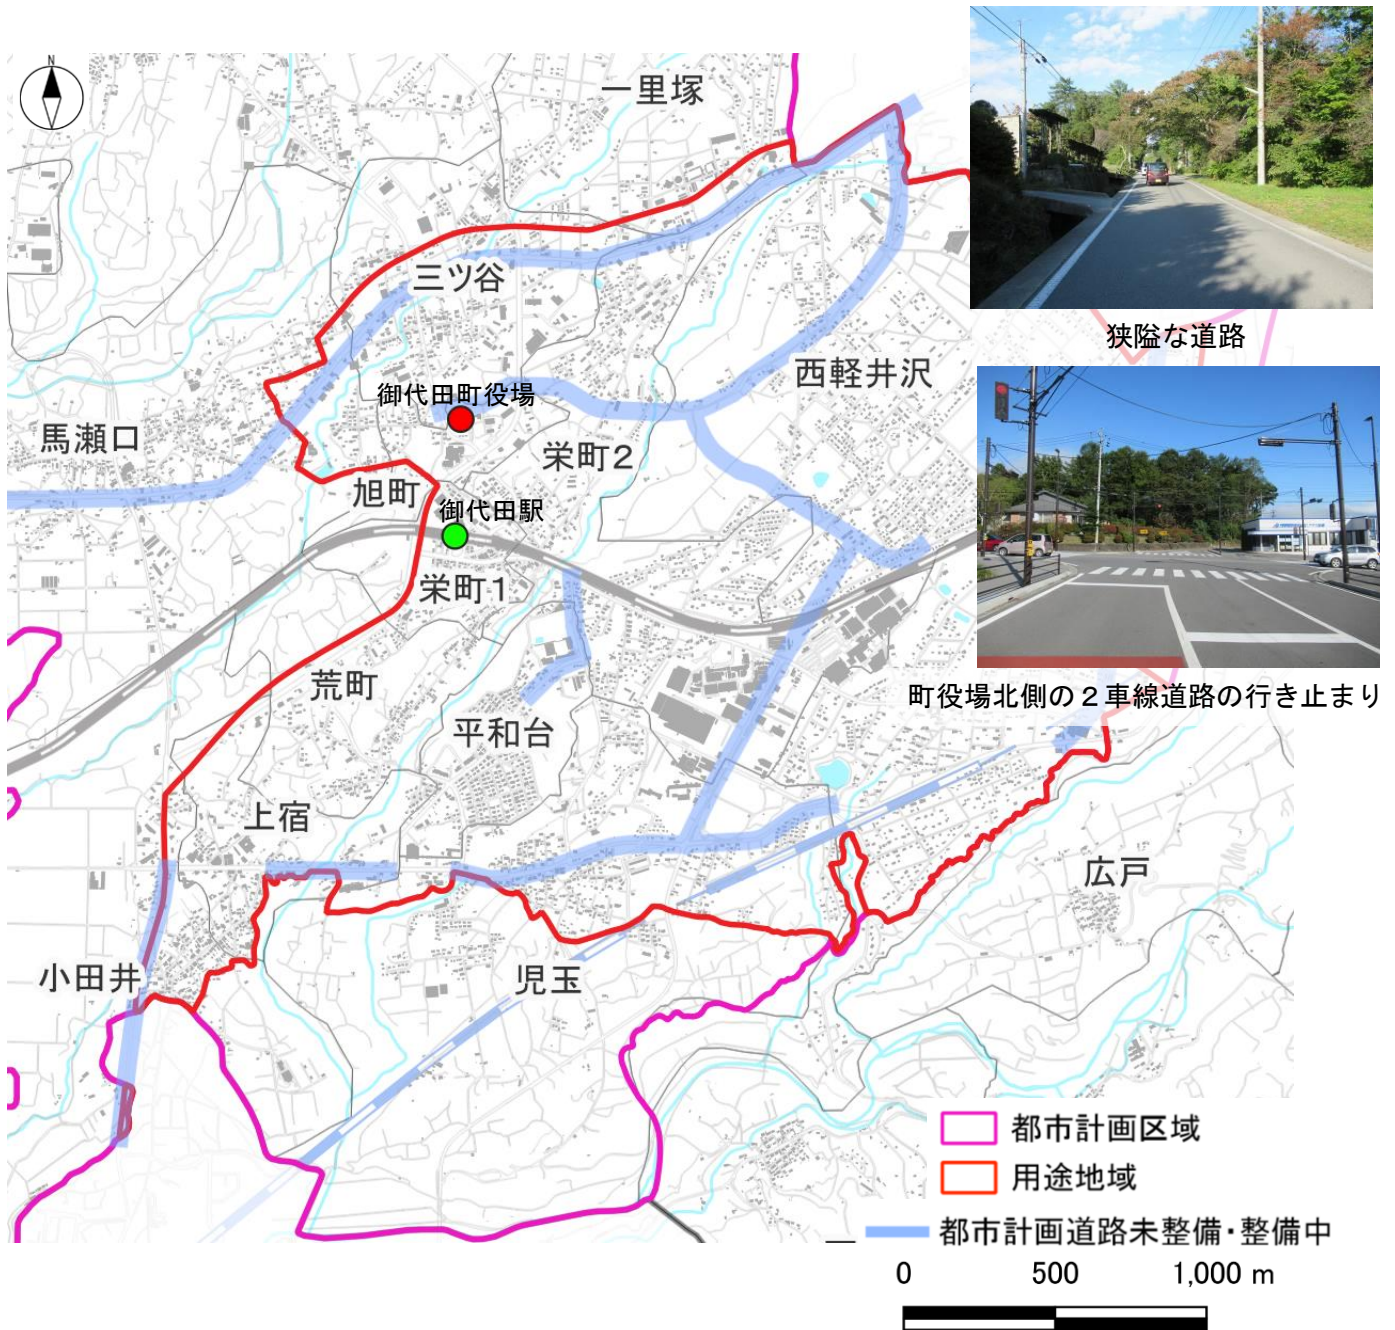 N
一里塚
三ツ谷
狭隘な道路
西軽井沢
御代田町役場
馬瀬口
栄町2
旭町
御代田駅
栄町1
荒町
町役場北側の２車線道路の行き止まり
平和台
上宿
広戸
小田井
児玉
都市計画区域
用途地域
都市計画道路未整備・整備中
0 500 1,000 m